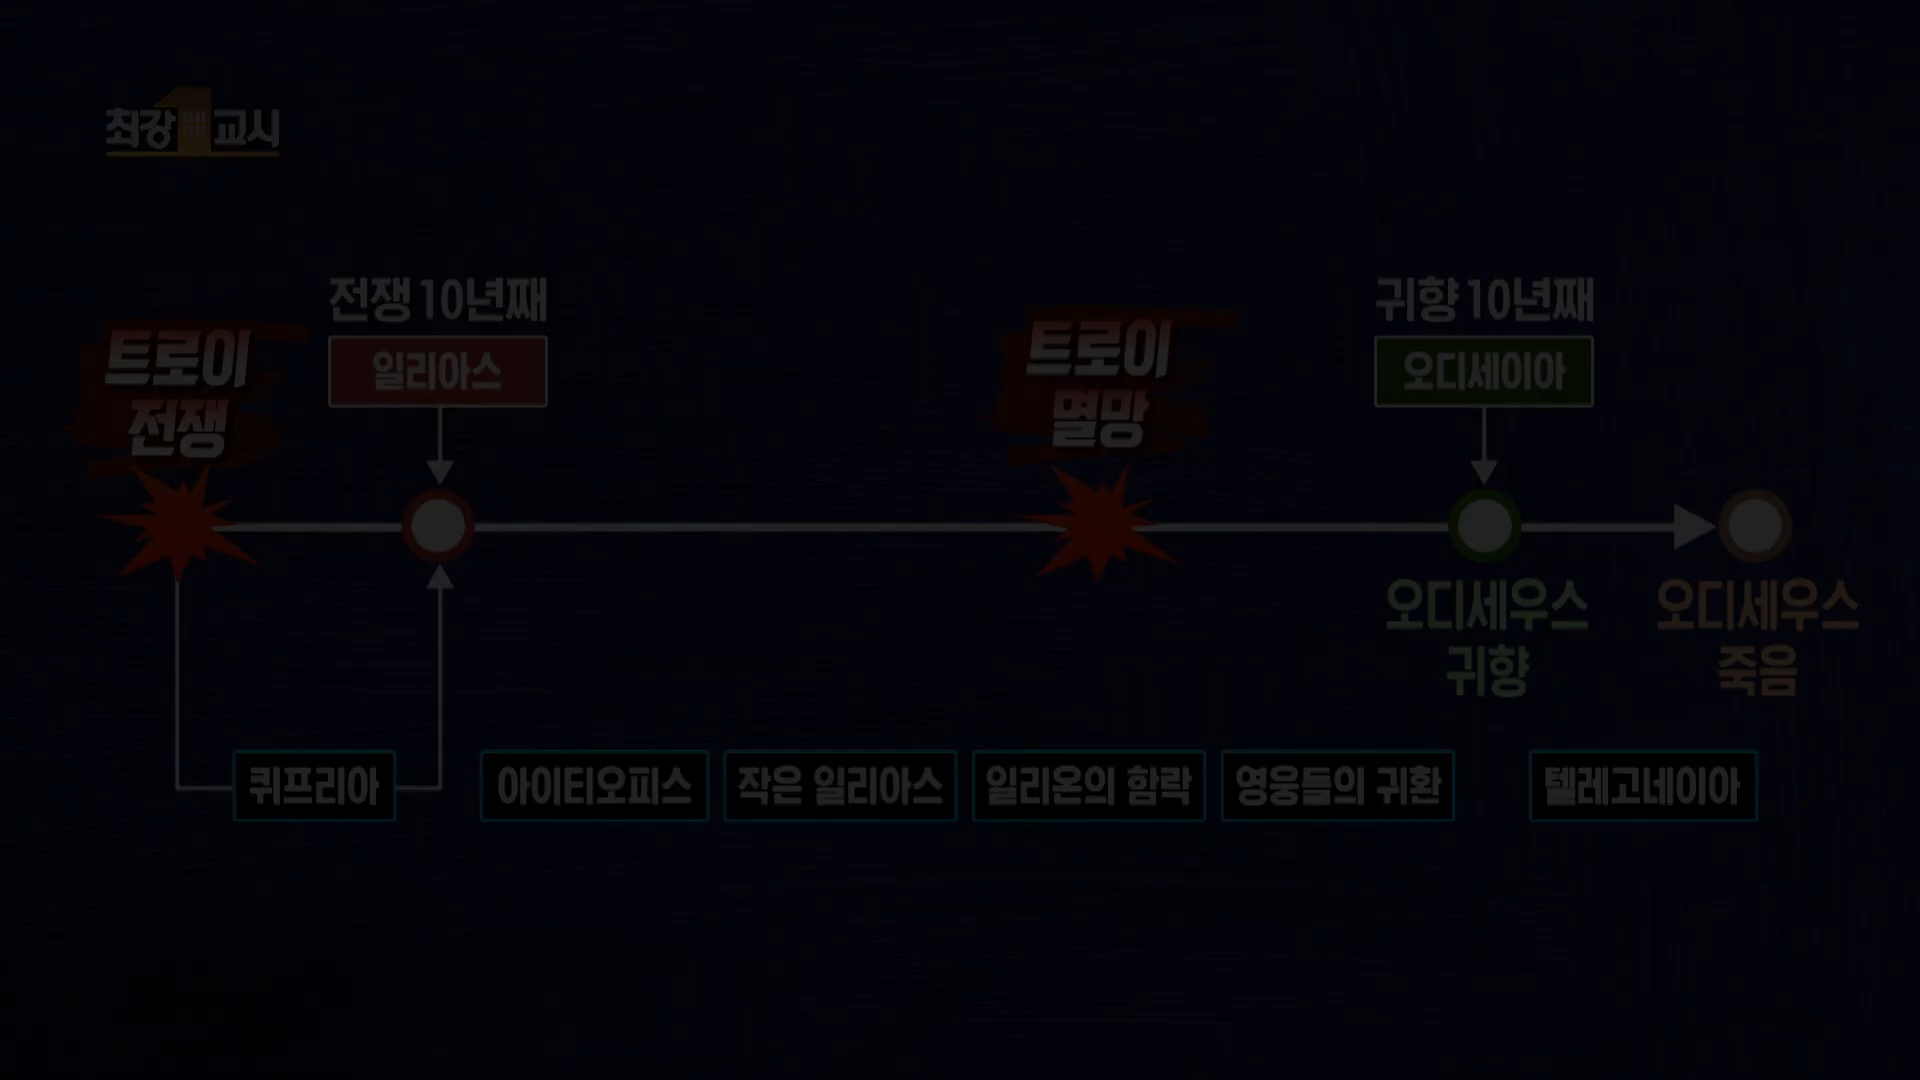 최강1교시
전쟁 10년째
귀향 10년째
트로이
전쟁
일리아스
트로이
멸망
오디세이아
오디세우스
귀향
오디세우스
죽음
퀴프리아
아이티오피스
작은 일리아스
일리온의 함락
영웅들의 귀환
텔레고네이아